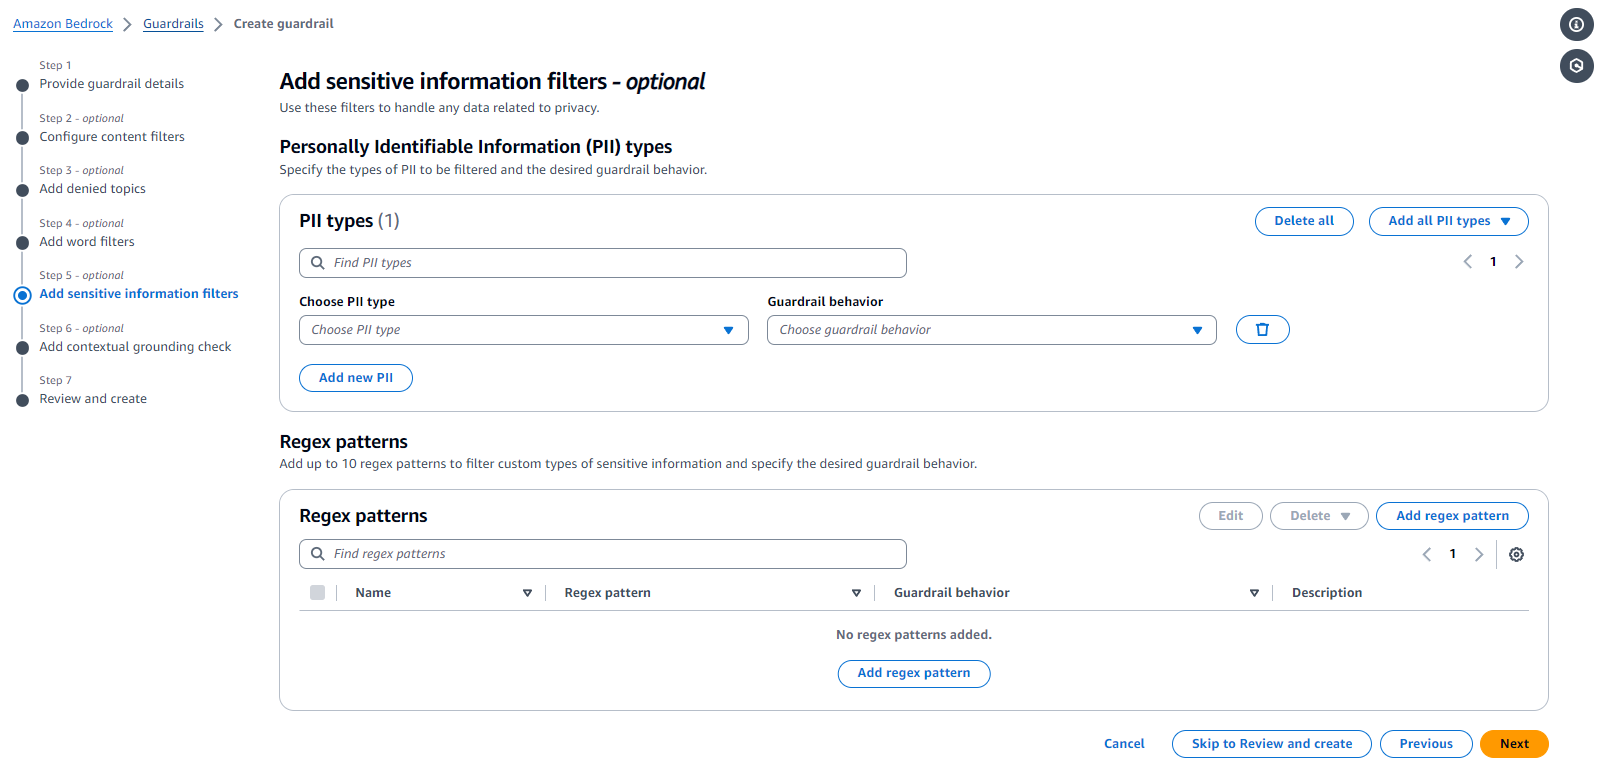 Amazon Bedrock > Guardrails > Create guardrail
Step 1
Provide guardrail details
Step 2 - optional
Configure content filters
Step 3 - optional
Add denied topics
Step 4 - optional
Add word filters
Step 5 - optional
Add sensitive information filters
Step 6 - optional
Add contextual grounding check
Step 7
Review and create
Add sensitive information filters - optional
Use these filters to handle any data related to privacy.
Personally Identifiable Information (PII) types
Specify the types of PII to be filtered and the desired guardrail behavior.
PII types (1)
Delete all
Add all PII types
Find PII types
1
Choose PII type
Guardrail behavior
Choose PII type
Choose guardrail behavior
Add new PII
Regex patterns
Add up to 10 regex patterns to filter custom types of sensitive information and specify the desired guardrail behavior.
Regex patterns
Edit
Delete
Add regex pattern
Find regex patterns
1
Name
Regex pattern
Guardrail behavior
Description
No regex patterns added.
Add regex pattern
Cancel
Skip to Review and create
Previous
Next